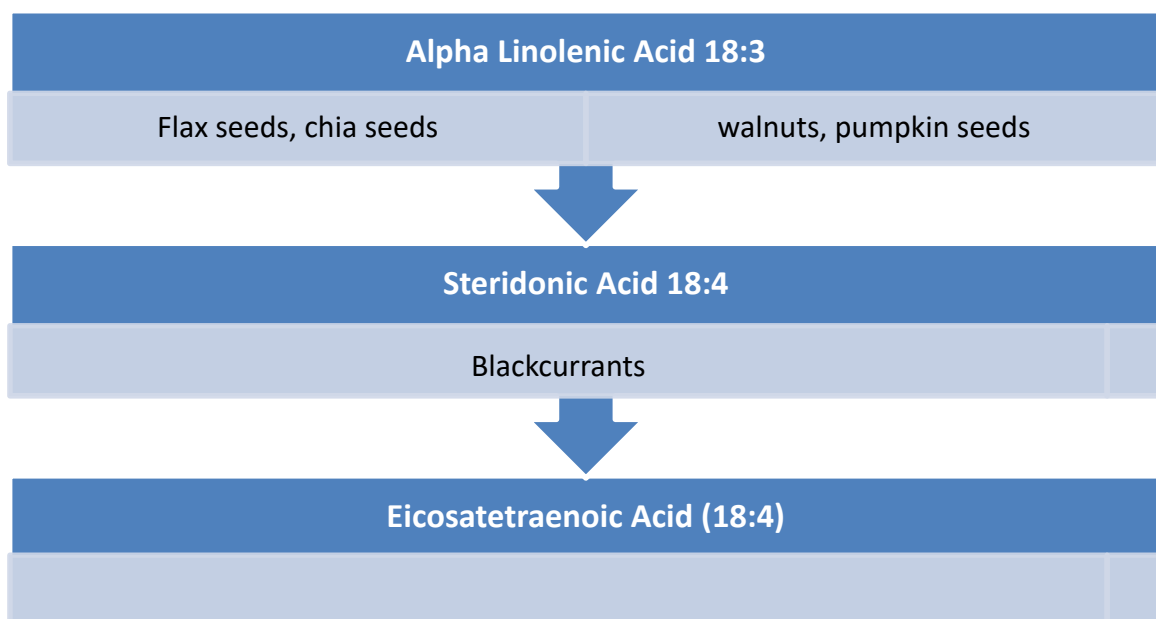 Alpha Linolenic Acid 18:3
Flax seeds, chia seeds
walnuts, pumpkin seeds
Steridonic Acid 18:4
Blackcurrants
Eicosatetraenoic Acid (18:4)